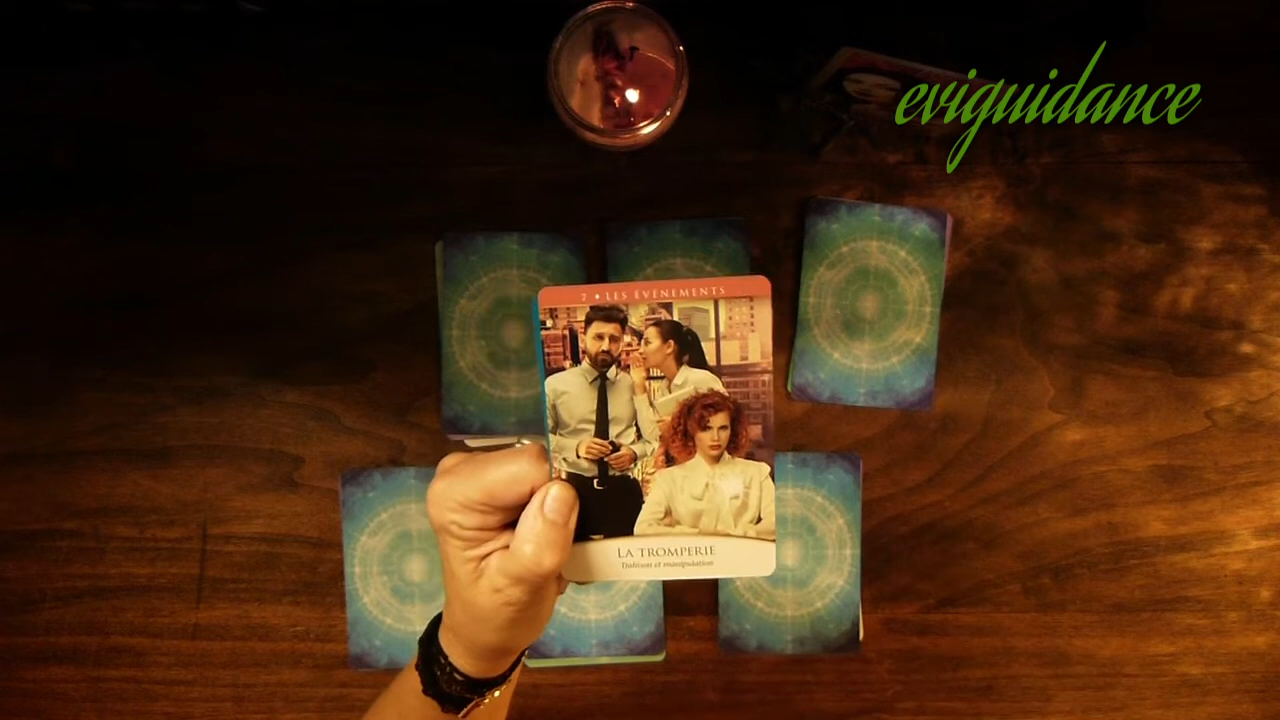 eviguidance
7 • LES ÉVÉNEMENTS
LA TROMPERIE
Trahison et manipulation